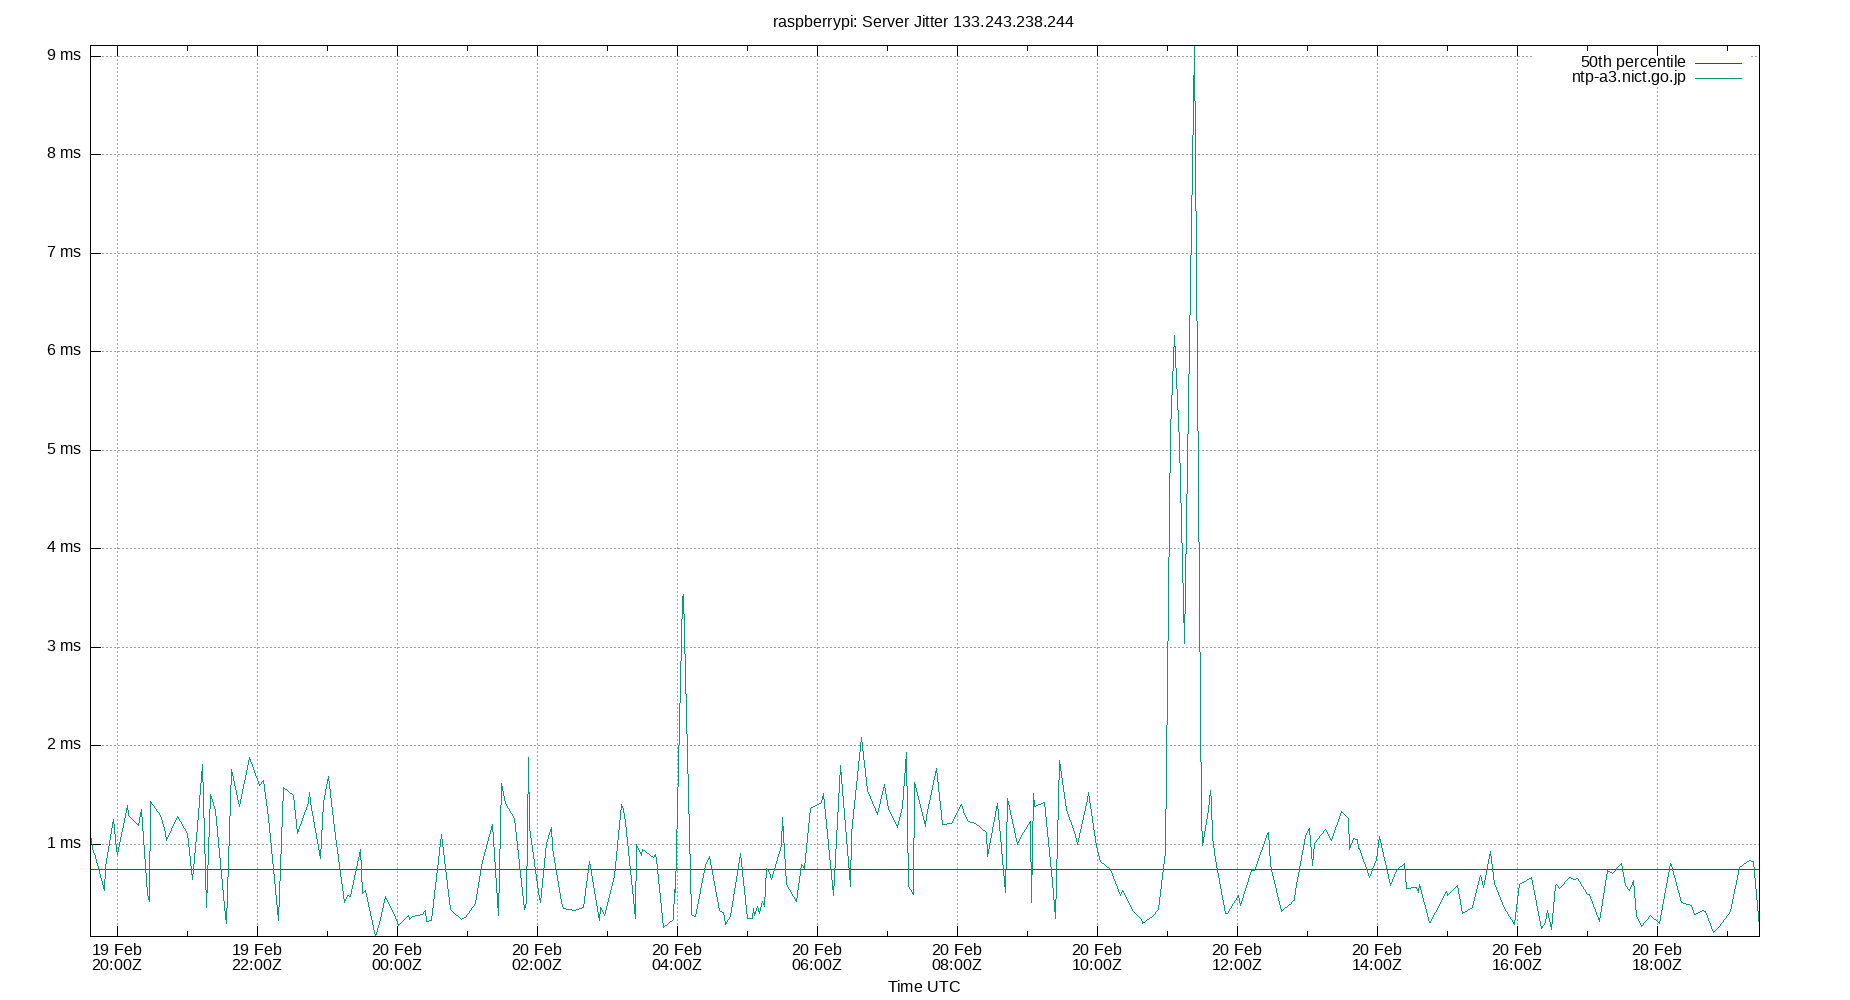 raspberrypi: Server Jitter 133.243.238.244
9 ms
8 ms
7 ms
6 ms
5 ms
4 ms
3 ms
2 ms
1 ms
50th percentile
ntp-a3.nict.go.jp
19 Feb
20:00Z
19 Feb
22:00Z
20 Feb
00:00Z
20 Feb
02:00Z
20 Feb
04:00Z
20 Feb
06:00Z
20 Feb
08:00Z
20 Feb
10:00Z
20 Feb
12:00Z
20 Feb
14:00Z
20 Feb
16:00Z
20 Feb
18:00Z
Time UTC